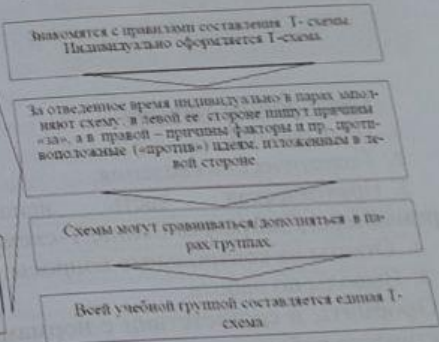 Знакомятся с правилами составления Т- схемы.
Индивидуально оформляется Т-схема.
За отведенное время индивидуально/в парах запол-
няют схему: в левой ее стороне пишут причины
«за», а в правой – причины факторы и пр., проти-
воположные («против») идеям, изложенным в ле-
вой стороне
Схемы могут сравниваться/дополняться в па-
рах группах.
Всей учебной группой составляется единая Т-
схема